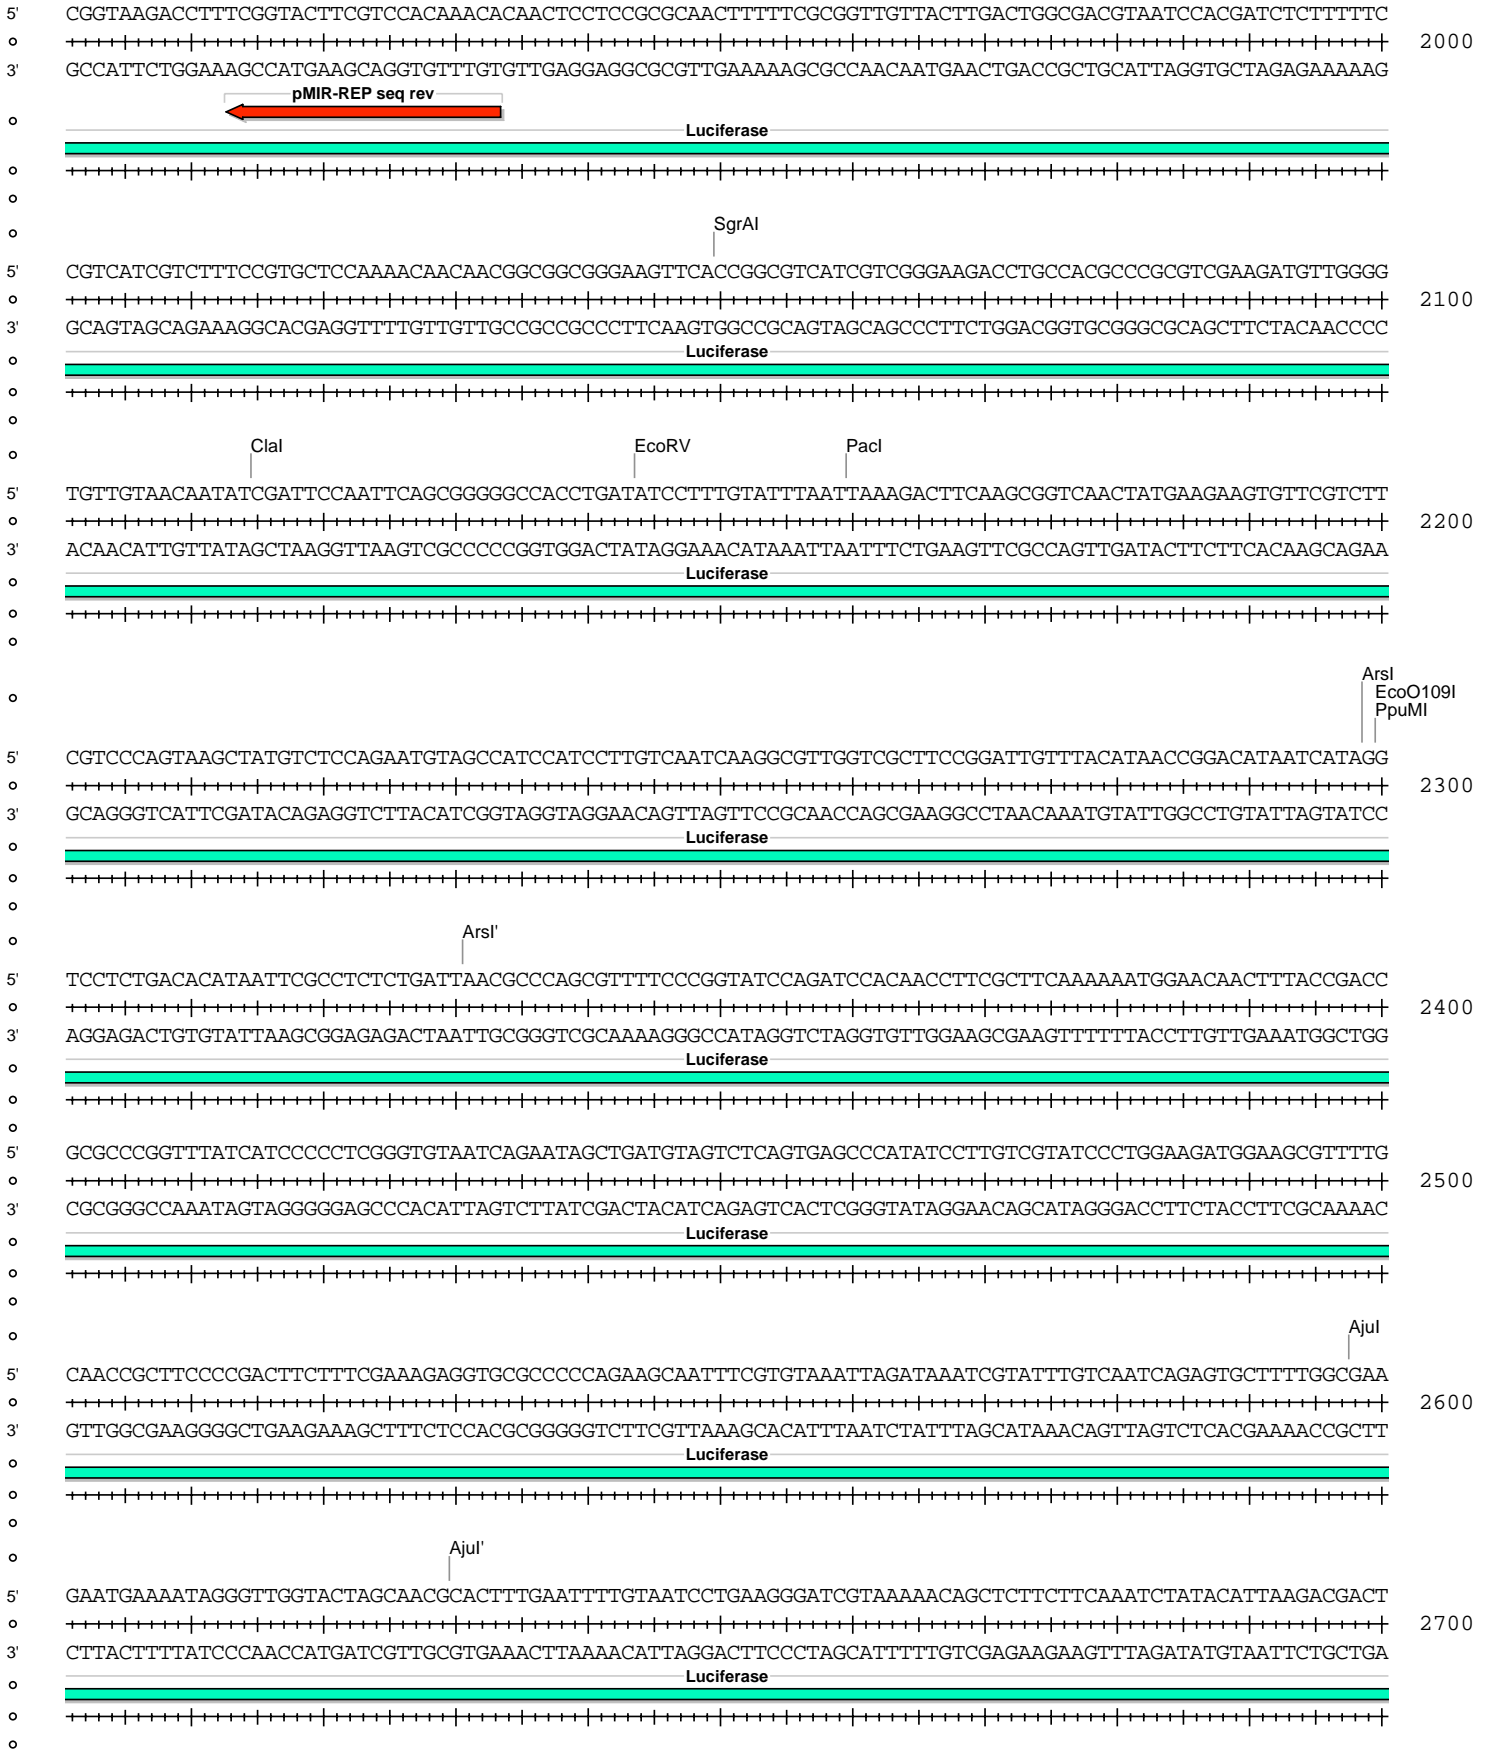 5' CGGTAAGACCTTTCGGTACTTCGTCCACAAACACAACTCCTCCGCGCAACTTTTTCGCGGTTGTTACTTGACTGGCGACGTAATCCACGATCTCTTTTTC
2000
3' GCCATTCTGGAAAGCCATGAAGCAGGTGTTTGTGTTGAGGAGGCGCGTTGAAAAAGCGCCAACAATGAACTGACCGCTGCATTAGGTGCTAGAGAAAAAG
pMIR-REP seq rev
Luciferase
SgrAI
5' CGTCATCGTCTTTCCGTGCTCCAAAACAACAACGGCGGCGGGAAGTTCACCGGCGTCATCGTCGGGAAGACCTGCCACGCCCGCGTCGAAGATGTTGGGG
2100
3' GCAGTAGCAGAAAGGCACGAGGTTTTGTTGTTGCCGCCGCCCTTCAAGTGGCCGCAGTAGCAGCCCTTCTGGACGGTGCGGGCGCAGCTTCTACAACCCC
Luciferase
ClaI EcoRV PacI
5' TGTTGTAACAATATCGATTCCAATTCAGCGGGGGCCACCTGATATCCTTTGTATTTAATTAAAGACTTCAAGCGGTCAACTATGAAGAAGTGTTCGTCTT
2200
3' ACAACATTGTTATAGCTAAGGTTAAGTCGCCCCCGGTGGACTATAGGAAACATAAATTAATTTCTGAAGTTCGCCAGTTGATACTTCTTCACAAGCAGAA
Luciferase
ArsI
EcoO109I
PpuMI
5' CGTCCCAGTAAGCTATGTCTCCAGAATGTAGCCATCCATCCTTGTCAATCAAGGCGTTGGTCGCTTCCGGATTGTTTACATAACCGGACATAATCATAGG
2300
3' GCAGGGTCATTCGATACAGAGGTCTTACATCGGTAGGTAGGAACAGTTAGTTCCGCAACCAGCGAAGGCCTAACAAATGTATTGGCCTGTATTAGTATCC
Luciferase
ArsI'
5' TCCTCTGACACATAATTCGCCTCTCTGATTAACGCCCAGCGTTTTCCCGGTATCCAGATCCACAACCTTCGCTTCAAAAAATGGAACAACTTTACCGACC
2400
3' AGGAGACTGTGTATTAAGCGGAGAGACTAATTGCGGGTCGCAAAAGGGCCATAGGTCTAGGTGTTGGAAGCGAAGTTTTTTACCTTGTTGAAATGGCTGG
Luciferase
5' GCGCCCGGTTTATCATCCCCCTCGGGTGTAATCAGAATAGCTGATGTAGTCTCAGTGAGCCCATATCCTTGTCGTATCCCTGGAAGATGGAAGCGTTTTG
2500
3' CGCGGGCCAAATAGTAGGGGGAGCCCACATTAGTCTTATCGACTACATCAGAGTCACTCGGGTATAGGAACAGCATAGGGACCTTCTACCTTCGCAAAAC
Luciferase
AjuI
5' CAACCGCTTCCCCGACTTCTTTCGAAAGAGGTGCGCCCCCAGAAGCAATTTCGTGTAAATTAGATAAATCGTATTTGTCAATCAGAGTGCTTTTGGCGAA
2600
3' GTTGGCGAAGGGGCTGAAGAAAGCTTTCTCCACGCGGGGGTCTTCGTTAAAGCACATTTAATCTATTTAGCATAAACAGTTAGTCTCACGAAAACCGCTT
Luciferase
AjuI'
5' GAATGAAAATAGGGTTGGTACTAGCAACGCACTTTGAATTTTGTAATCCTGAAGGGATCGTAAAAACAGCTCTTCTTCAAATCTATACATTAAGACGACT
2700
3' CTTACTTTTATCCCAACCATGATCGTTGCGTGAAACTTAAAACATTAGGACTTCCCTAGCATTTTTGTCGAGAAGAAGTTTAGATATGTAATTCTGCTGA
Luciferase